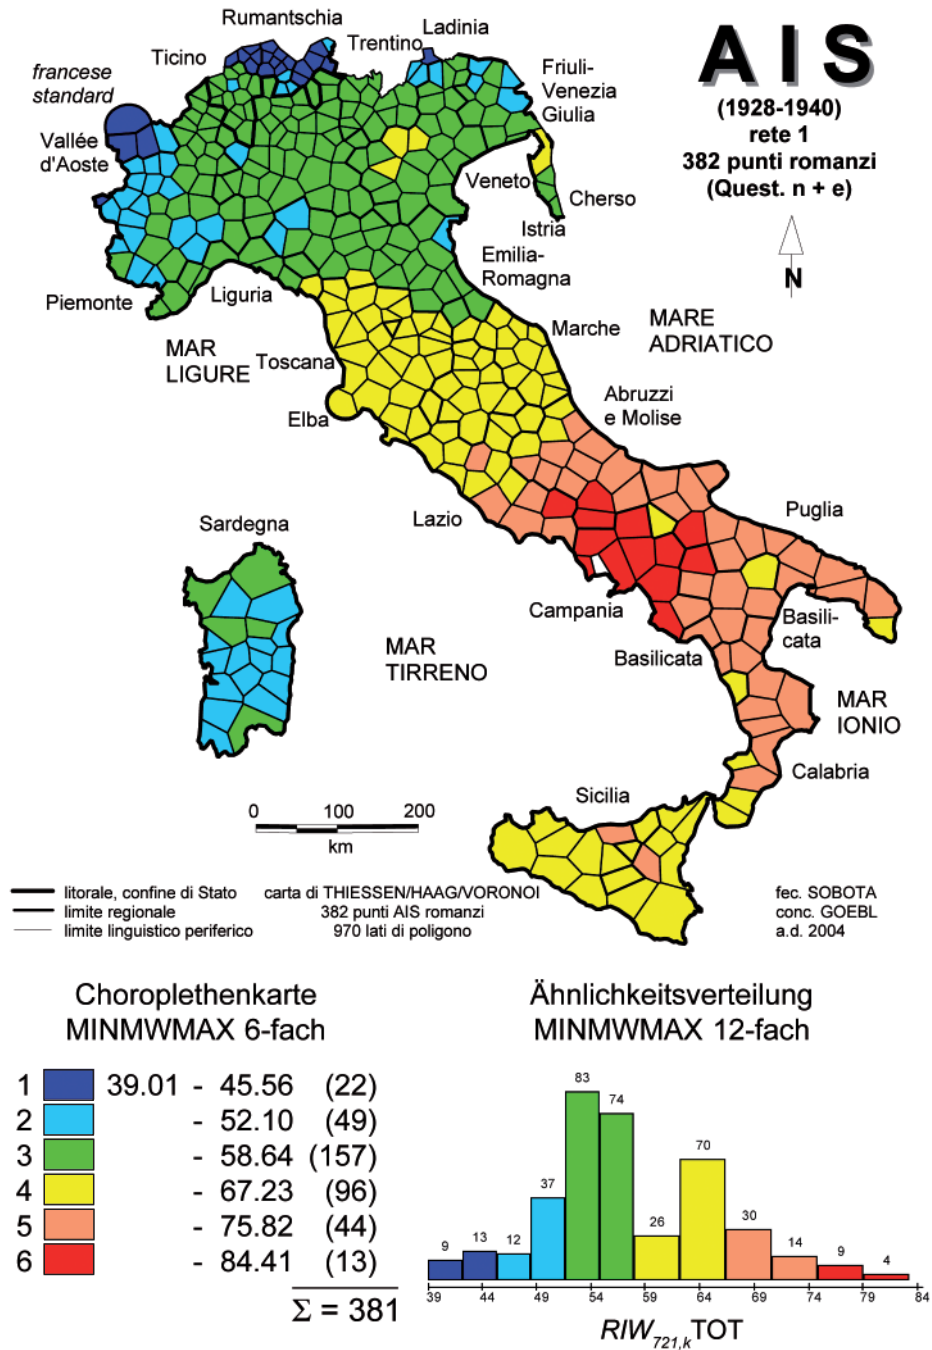 Rumantschia
Ladinia
Trentino
Ticino
francese
standard
Friuli-
Venezia
Giulia
Vallée
d'Aoste
AIS
(1928-1940)
rete 1
382 punti romanzi
(Quest. n + e)
N
Veneto
Cherso
Istria
Emilia-
Romagna
Piemonte
Liguria
MAR
LIGURE
Toscana
Marche
MARE
ADRIATICO
Elba
Abruzzi
e Molise
Lazio
Puglia
Sardegna
Campania
Basilicata
Basili-
cata
MAR
TIRRENO
MAR
IONIO
Calabria
Sicilia
0 100 200
km
litorale, confine di Stato
limite regionale
limite linguistico periferico
carta di THIESSEN/HAAG/VORONOI
382 punti AIS romanzi
970 lati di poligono
fec. SOBOTA
conc. GOEBL
a.d. 2004
Choroplethenkarte
MINMWMAX 6-fach
1 39.01 - 45.56 (22)
2 - 52.10 (49)
3 - 58.64 (157)
4 - 67.23 (96)
5 - 75.82 (44)
6 - 84.41 (13)
Σ = 381
Ähnlichkeitsverteilung
MINMWMAX 12-fach
9 13 12 37 83 74 26 70 30 14 9 4
39 44 49 54 59 64 69 74 79 84
RIW721,kTOT